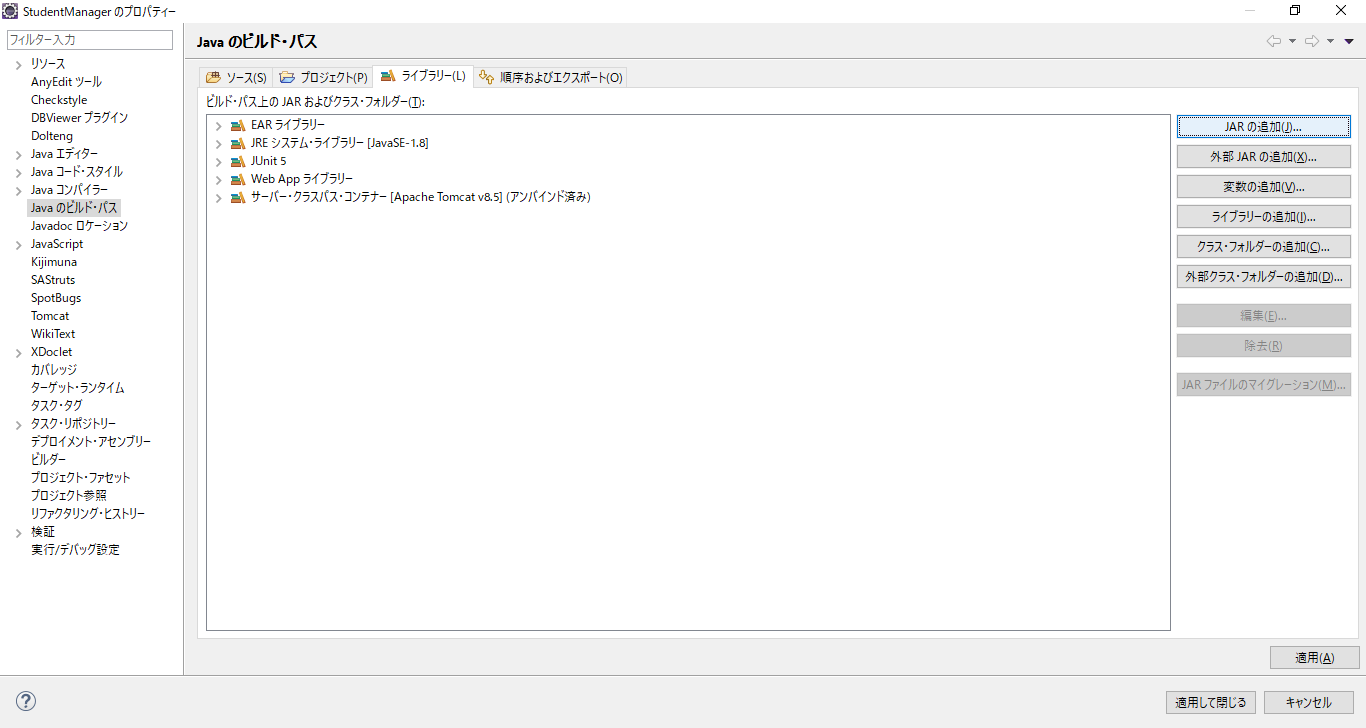 StudentManager のプロパティー
フィルター入力
リソース
AnyEdit ツール
Checkstyle
DBViewer プラグイン
Dolteng
Java エディター
Java コード・スタイル
Java コンパイラー
Java のビルド・パス
Javadoc ロケーション
JavaScript
Kijimuna
SAStruts
SpotBugs
Tomcat
WikiText
XDoclet
カバレッジ
ターゲット・ランタイム
タスク・タグ
タスク・リポジトリー
デプロイメント・アセンブリー
ビルダー
プロジェクト・ファセット
プロジェクト参照
リファクタリング・ヒストリー
検証
実行/デバッグ設定
Java のビルド・パス
ソース(S)
プロジェクト(P)
ライブラリー(L)
順序およびエクスポート(O)
ビルド・パス上の JAR およびクラス・フォルダー(T):
EAR ライブラリー
JRE システム・ライブラリー [JavaSE-1.8]
JUnit 5
Web App ライブラリー
サーバー・クラスパス・コンテナー [Apache Tomcat v8.5] (アンバインド済み)
JAR の追加(J)...
外部 JAR の追加(X)...
変数の追加(V)...
ライブラリーの追加(I)...
クラス・フォルダーの追加(C)...
外部クラス・フォルダーの追加(D)...
編集(E)...
除去(R)
JAR ファイルのマイグレーション(M)...
適用(A)
?
適用して閉じる
キャンセル